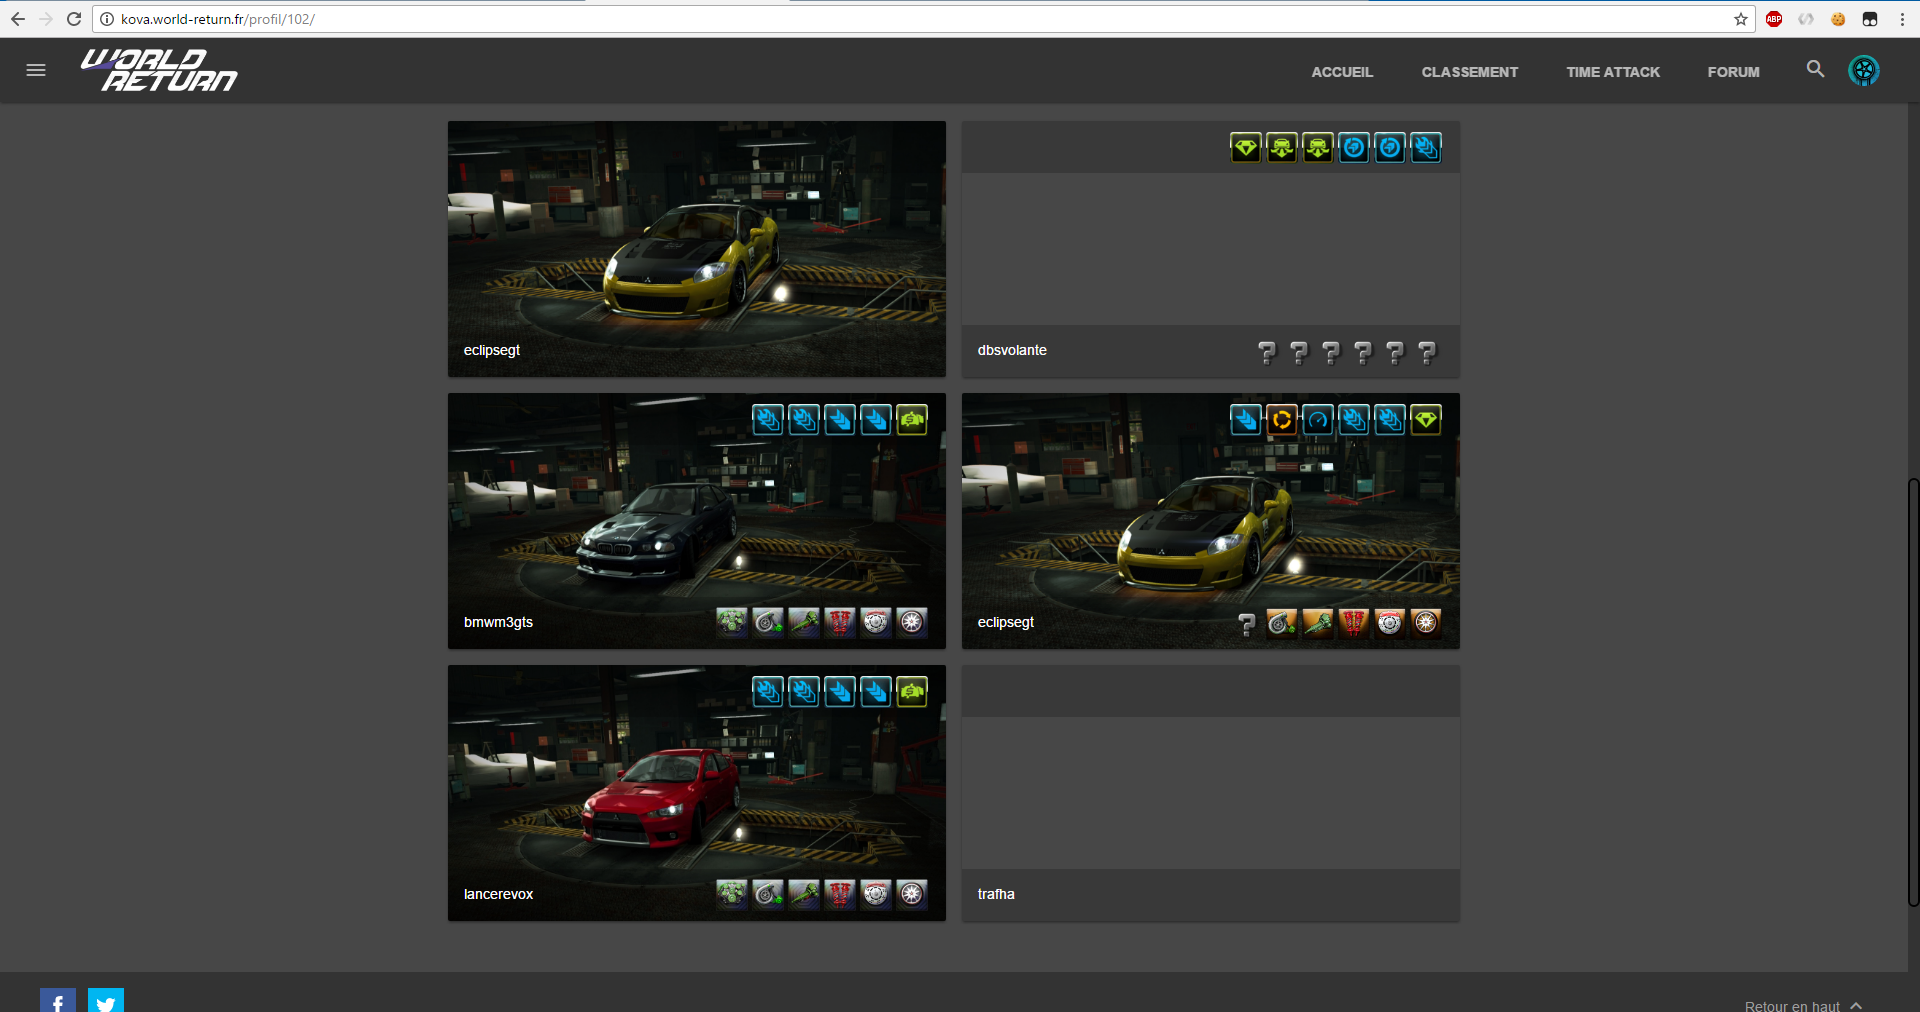 kova.world-return.fr/profil/102/
ABP
WORLD
RETURN
ACCUEIL
CLASSEMENT
TIME ATTACK
FORUM
eclipsegt
dbsvolante
? ? ? ? ? ?
bmwm3gts
eclipsegt
?
lancerevox
trafha
Retour en haut